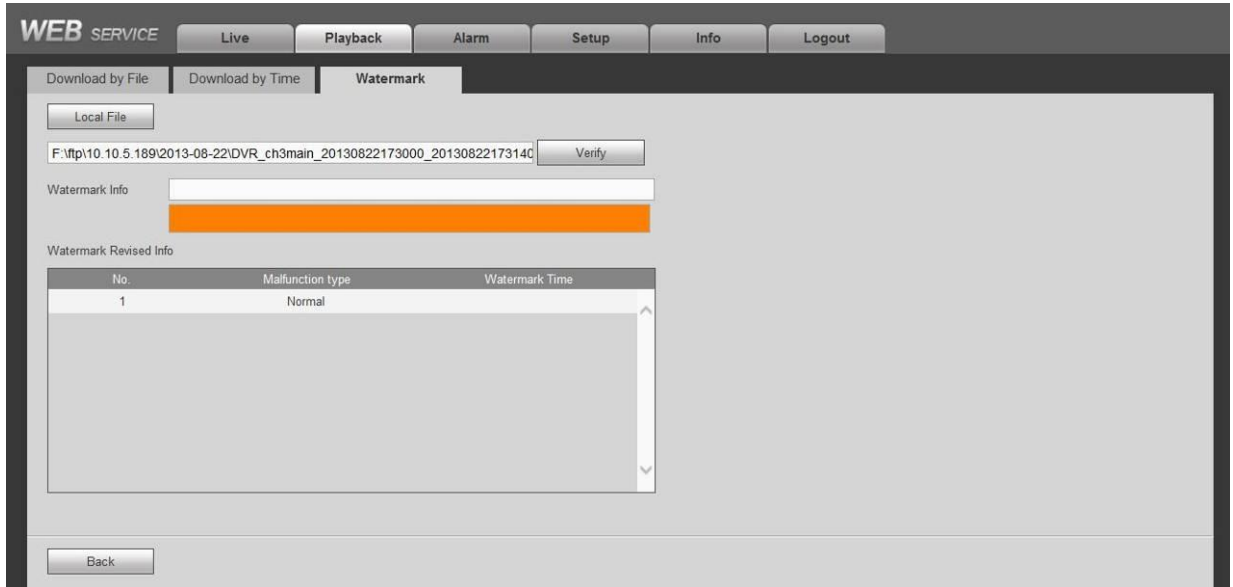 WEB SERVICE
Live Playback Alarm Setup Info Logout
Download by File Download by Time Watermark
Local File
F:\ftp\10.10.5.189\2013-08-22\DVR_ch3main_20130822173000_20130822173140 Verify
Watermark Info
Watermark Revised Info
No. Malfunction type Watermark Time
1 Normal
Back